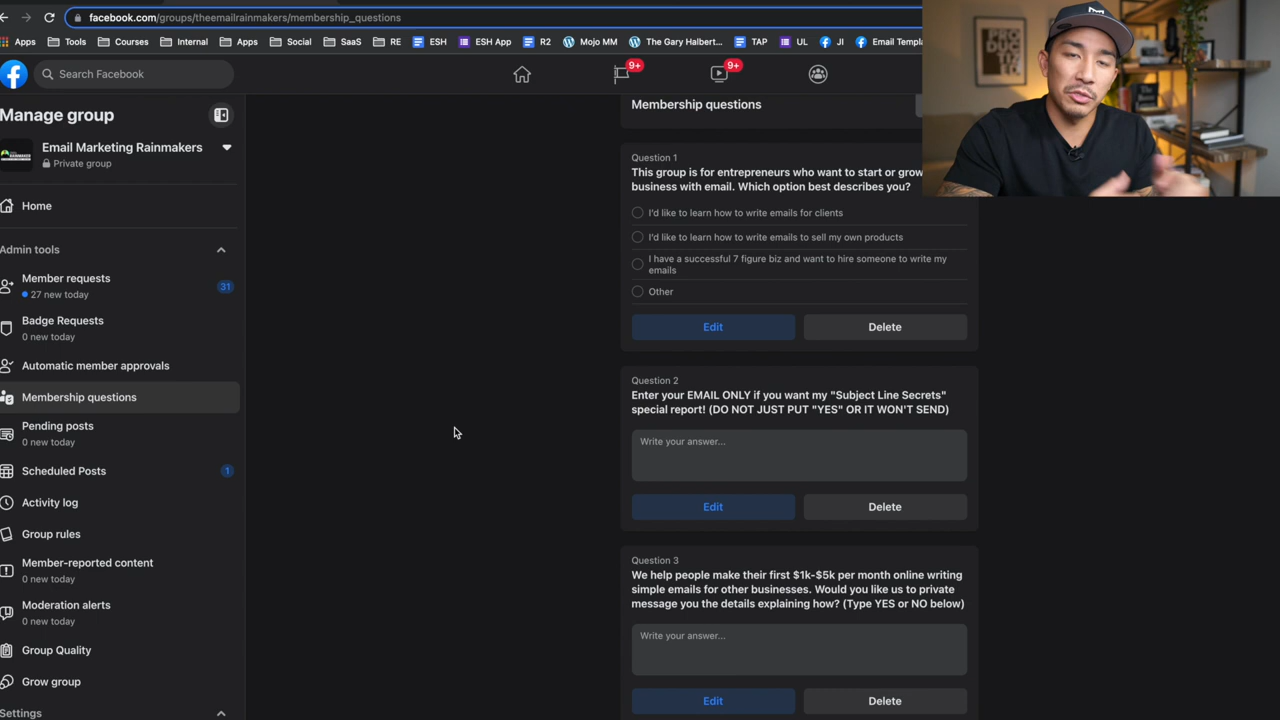 facebook.com/groups/theemailrainmakers/membership_questions
Apps Tools Courses Internal Apps Social SaaS RE ESH ESH App R2 Mojo MM The Gary Halbert... TAP UL JI Email Templa
Search Facebook
9+
9+
Manage group
Email Marketing Rainmakers
Private group
Home
Admin tools
Member requests
27 new today
31
Badge Requests
0 new today
Automatic member approvals
Membership questions
Pending posts
0 new today
Scheduled Posts
1
Activity log
Group rules
Member-reported content
0 new today
Moderation alerts
0 new today
Group Quality
Grow group
Settings
Membership questions
Question 1
This group is for entrepreneurs who want to start or grow
business with email. Which option best describes you?
I'd like to learn how to write emails for clients
I'd like to learn how to write emails to sell my own products
I have a successful 7 figure biz and want to hire someone to write my
emails
Other
Edit
Delete
Question 2
Enter your EMAIL ONLY if you want my "Subject Line Secrets"
special report! (DO NOT JUST PUT "YES" OR IT WON'T SEND)
Write your answer...
Edit
Delete
Question 3
We help people make their first $1k-$5k per month online writing
simple emails for other businesses. Would you like us to private
message you the details explaining how? (Type YES or NO below)
Write your answer...
Edit
Delete